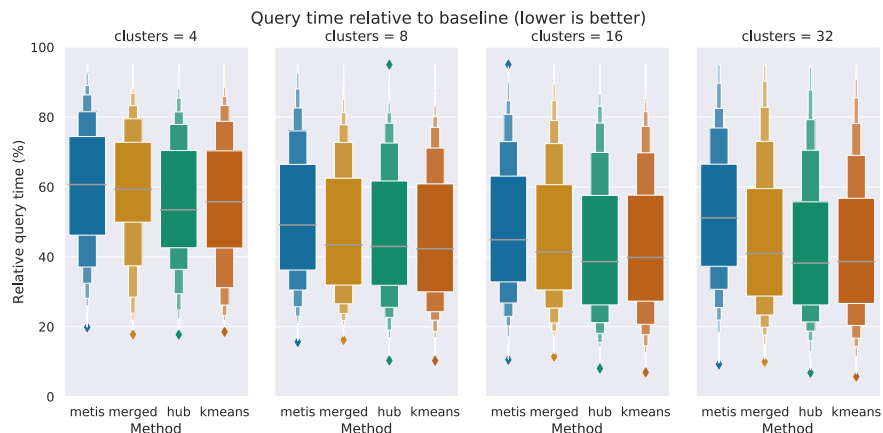 Query time relative to baseline (lower is better)
clusters = 4
clusters = 8
clusters = 16
clusters = 32
Relative query time (%)
100
80
60
40
20
0
metis merged hub kmeans
metis merged hub kmeans
metis merged hub kmeans
metis merged hub kmeans
Method
Method
Method
Method